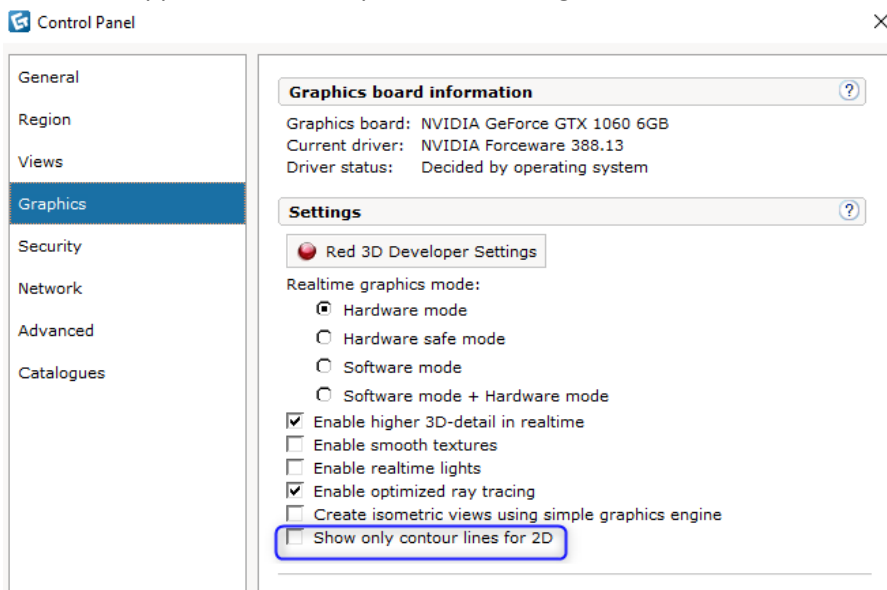 Control Panel
General
Region
Views
Graphics
Security
Network
Advanced
Catalogues
Graphics board information
Graphics board: NVIDIA GeForce GTX 1060 6GB
Current driver: NVIDIA Forceware 388.13
Driver status: Decided by operating system
Settings
Red 3D Developer Settings
Realtime graphics mode:
Hardware mode
Hardware safe mode
Software mode
Software mode + Hardware mode
Enable higher 3D-detail in realtime
Enable smooth textures
Enable realtime lights
Enable optimized ray tracing
Create isometric views using simple graphics engine
Show only contour lines for 2D